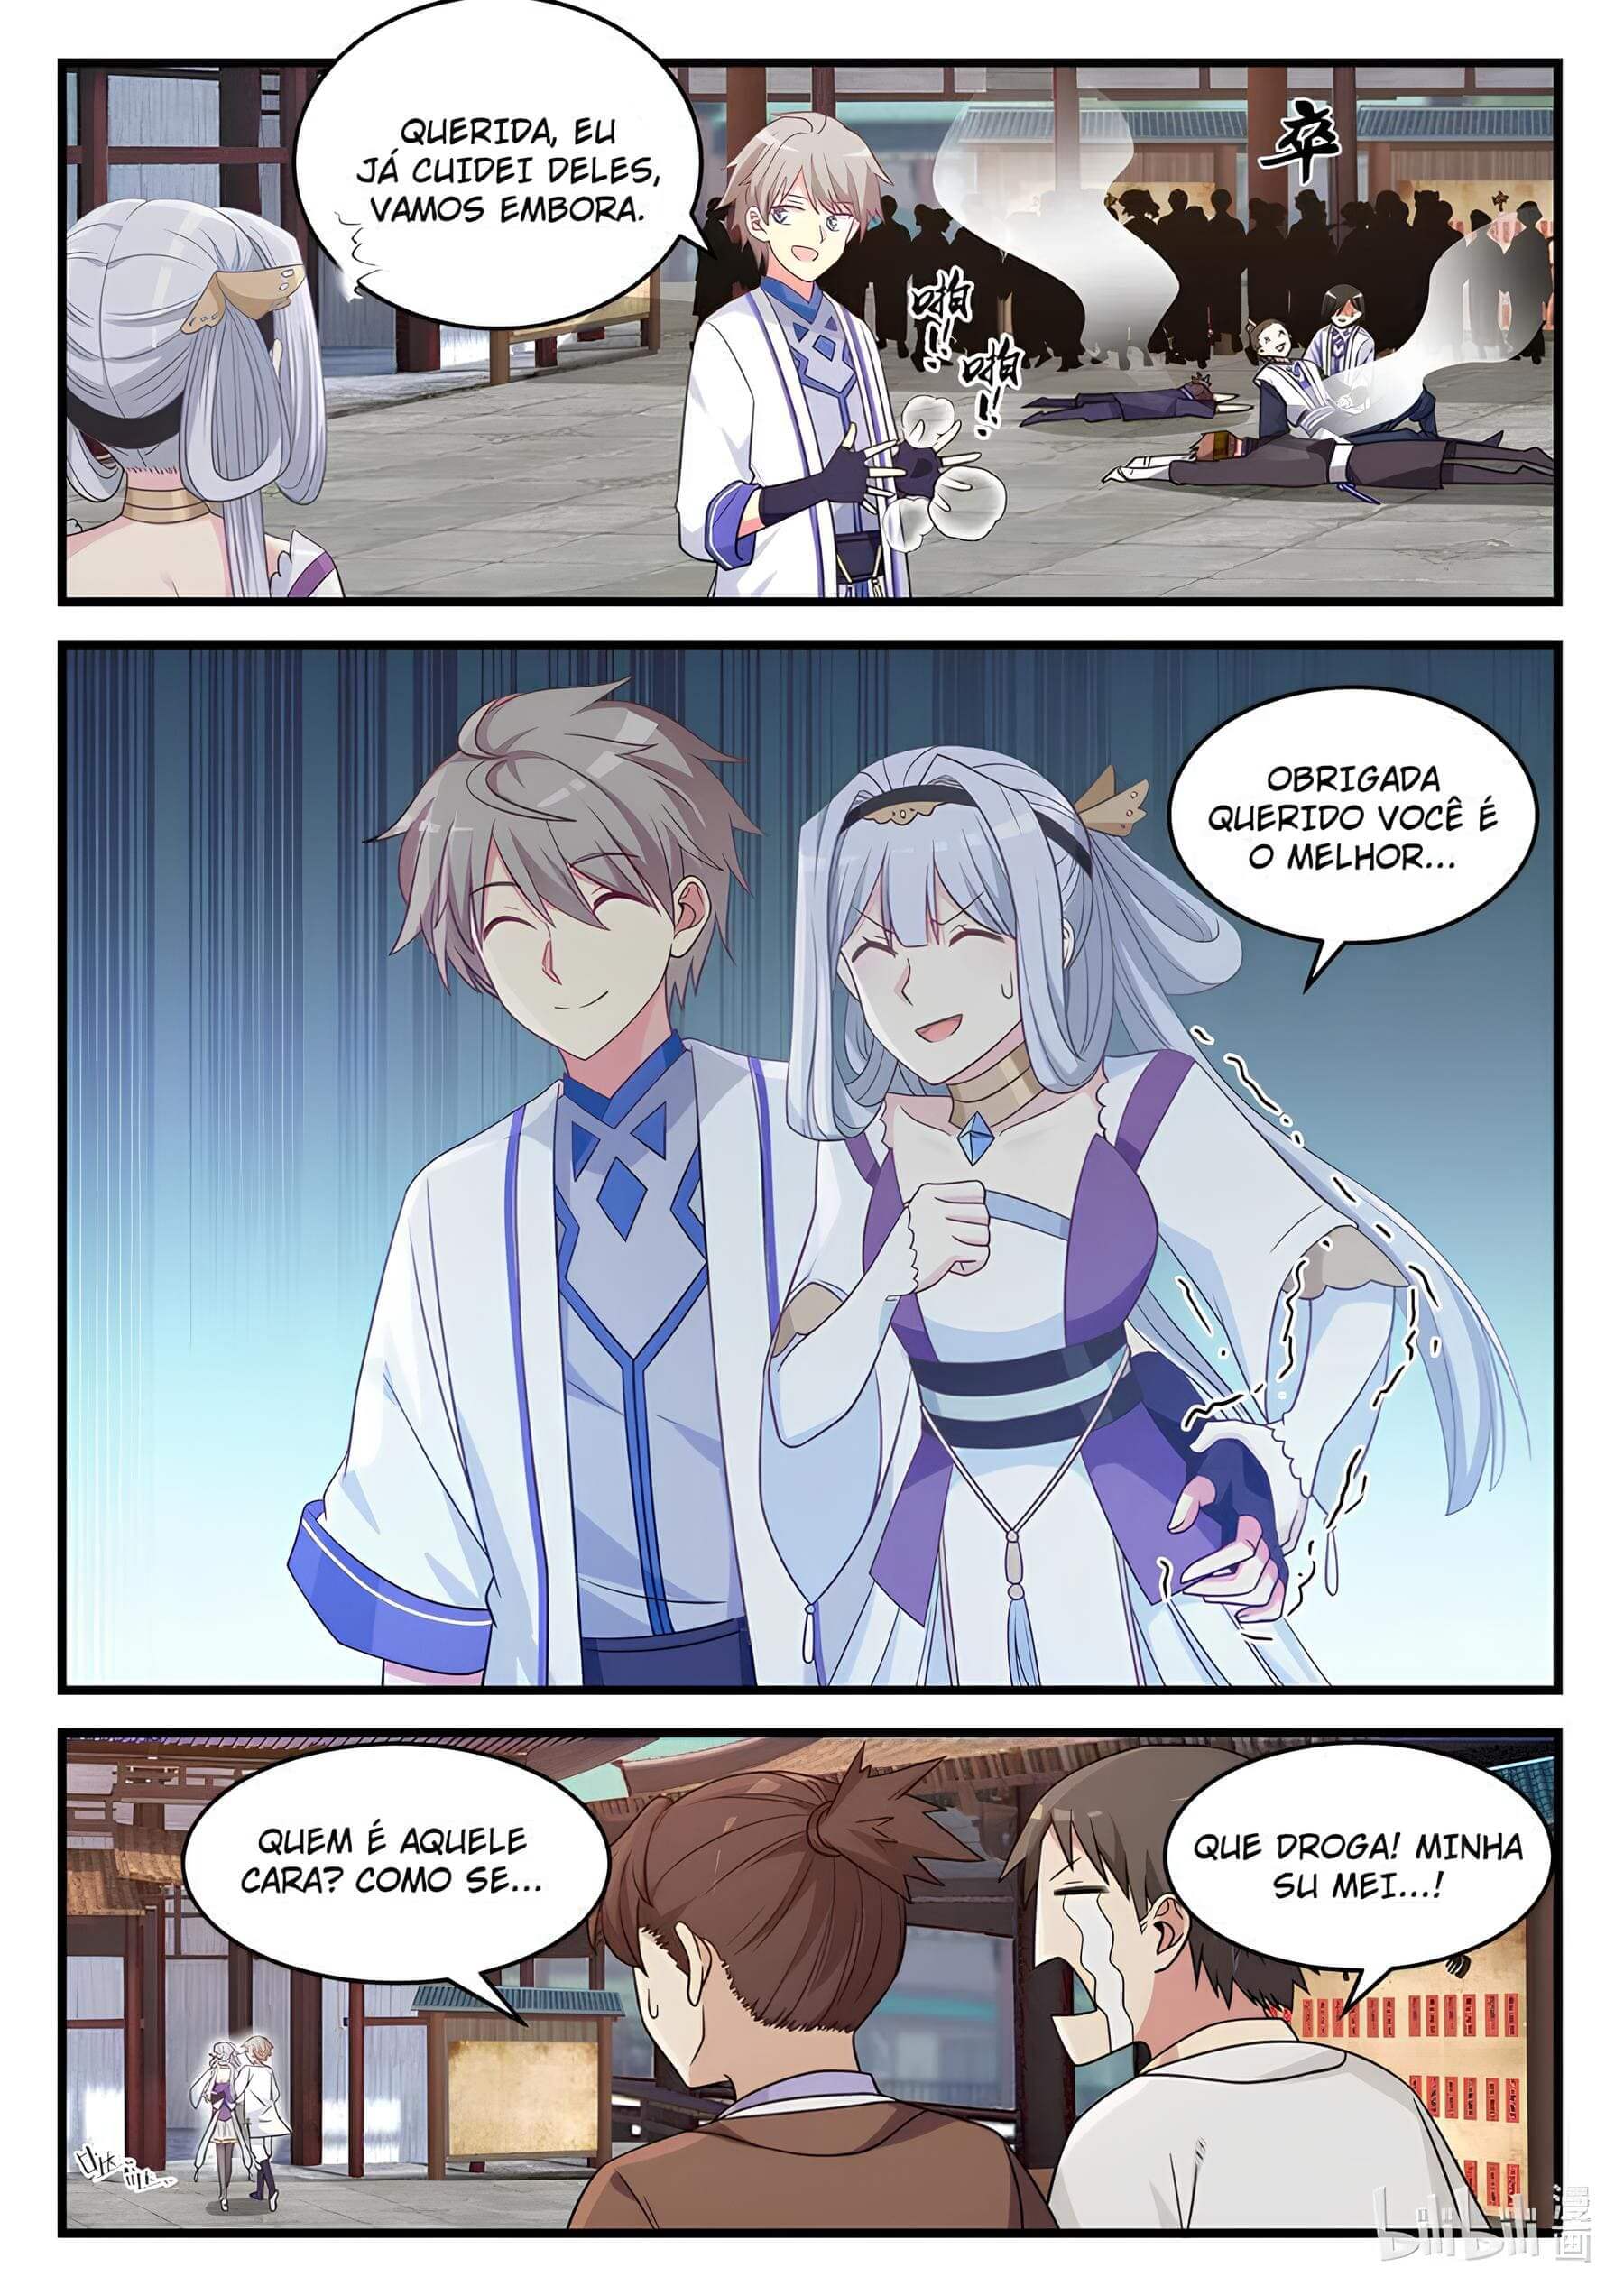 QUERIDA, EU
JÁ CUIDEI DELES,
VAMOS EMBORA.
卒
啪!!
啪!!
OBRIGADA
QUERIDO VOCÊ É
O MELHOR...
QUEM É AQUELE
CARA? COMO SE...
QUE DROGA! MINHA
SU MEI...!
bilibili
漫画